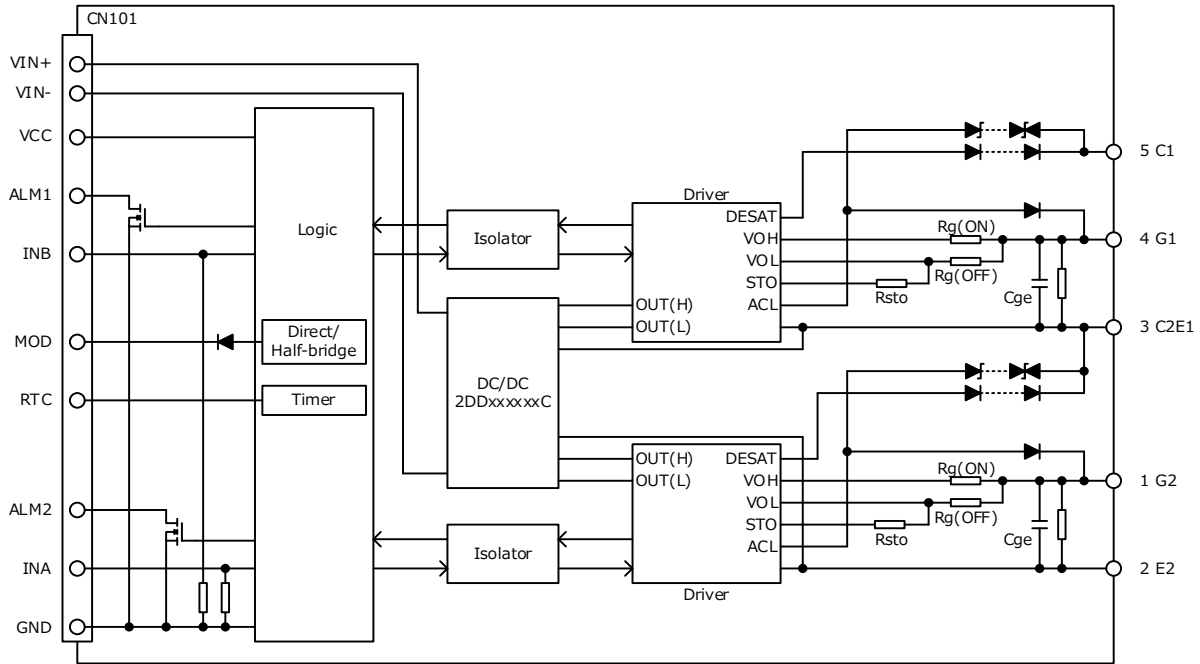 CN101
VIN+
VIN-
VCC
ALM1
INB
MOD
RTC
ALM2
INA
GND
Logic
Direct/
Half-bridge
Timer
Isolator
DC/DC
2DDxxxxxxC
Isolator
Driver
DESAT
VOH
VOL
STO
ACL
OUT(H)
OUT(L)
Rg(ON)
Rg(OFF)
Rsto
Cge
5 C1
4 G1
3 C2E1
OUT(H)
OUT(L)
DESAT
VOH
VOL
STO
ACL
Driver
Rg(ON)
Rg(OFF)
Rsto
Cge
1 G2
2 E2